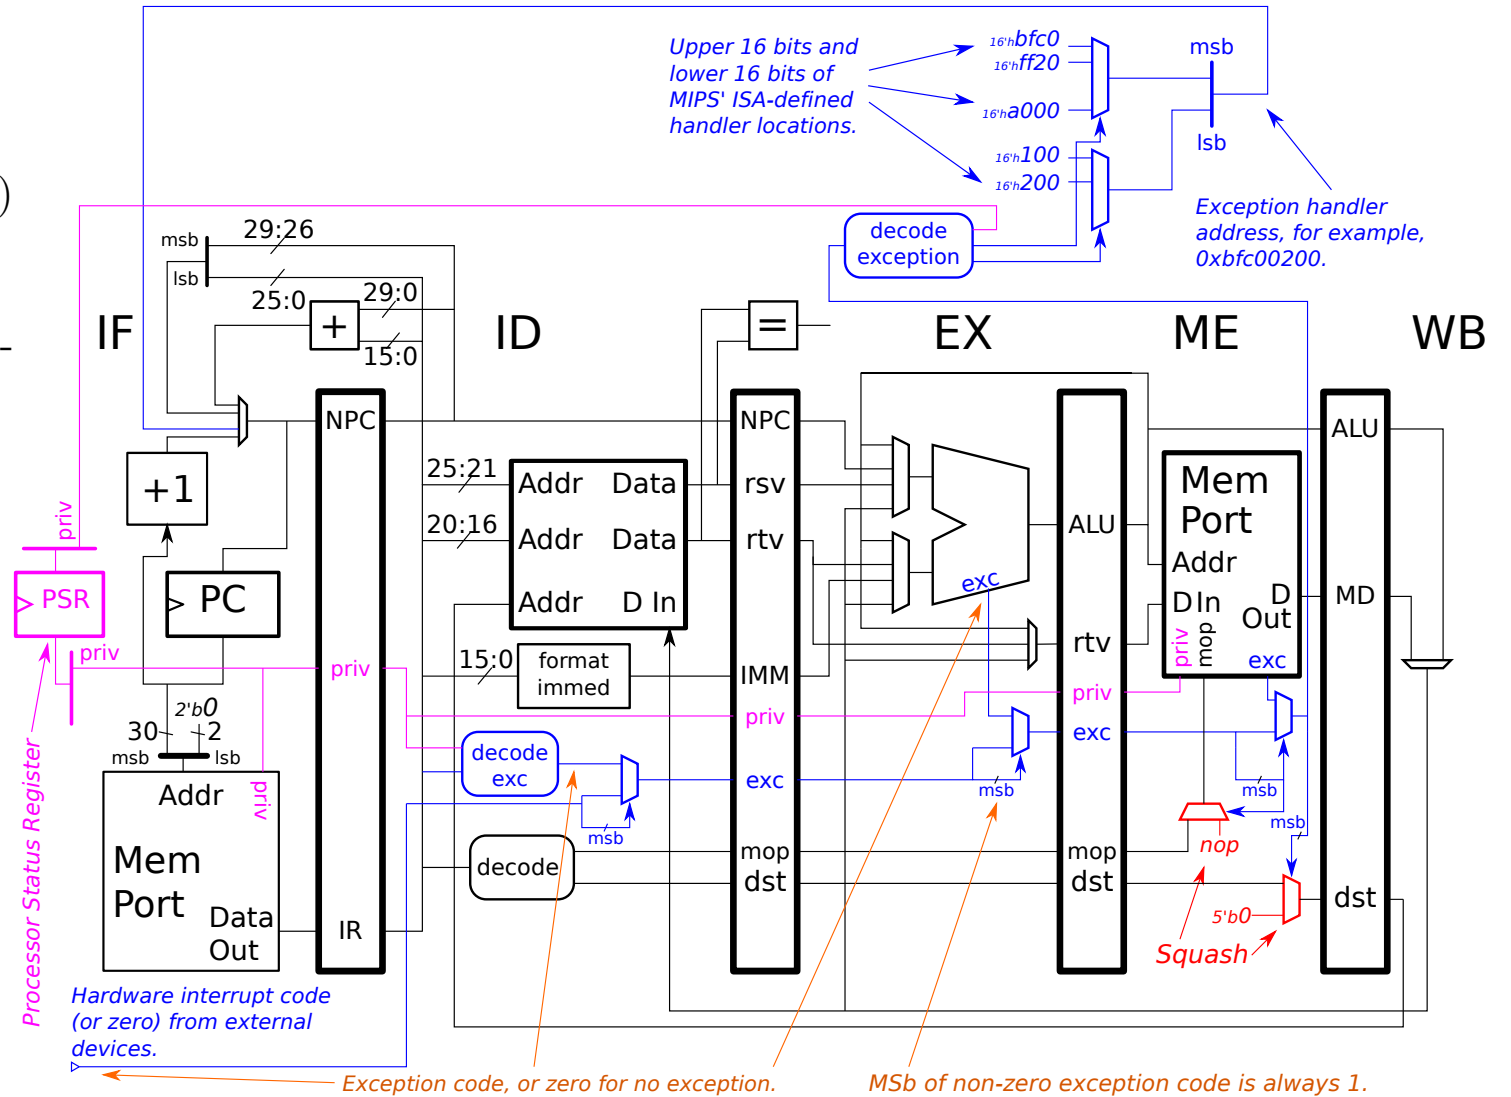 Upper 16 bits and
lower 16 bits of
MIPS' ISA-defined
handler locations.
16'hbfc0
16'hff20
16'ha000
16'h100
16'h200
msb
lsb
Exception handler
address, for example,
0xbfc00200.
decode
exception
)
–
msb
29:26
lsb
25:0
29:0
+
15:0
=
IF
ID
EX
ME
WB
NPC
NPC
ALU
+1
25:21
Addr
Data
rsv
20:16
Addr
Data
rtv
Addr
D In
ALU
Mem
Port
Addr
D In
D
Out
priv
mop
exc
MD
priv
PSR
PC
priv
priv
15:0
format
immed
IMM
priv
exc
rtv
priv
exc
2'b0
30
2
msb
lsb
decode
exc
exc
msb
msb
msb
msb
Addr
priv
Mem
Port
Data
Out
IR
decode
mop
dst
mop
dst
nop
5'b0
dst
Squash
Processor Status Register
Hardware interrupt code
(or zero) from external
devices.
Exception code, or zero for no exception.
MSb of non-zero exception code is always 1.